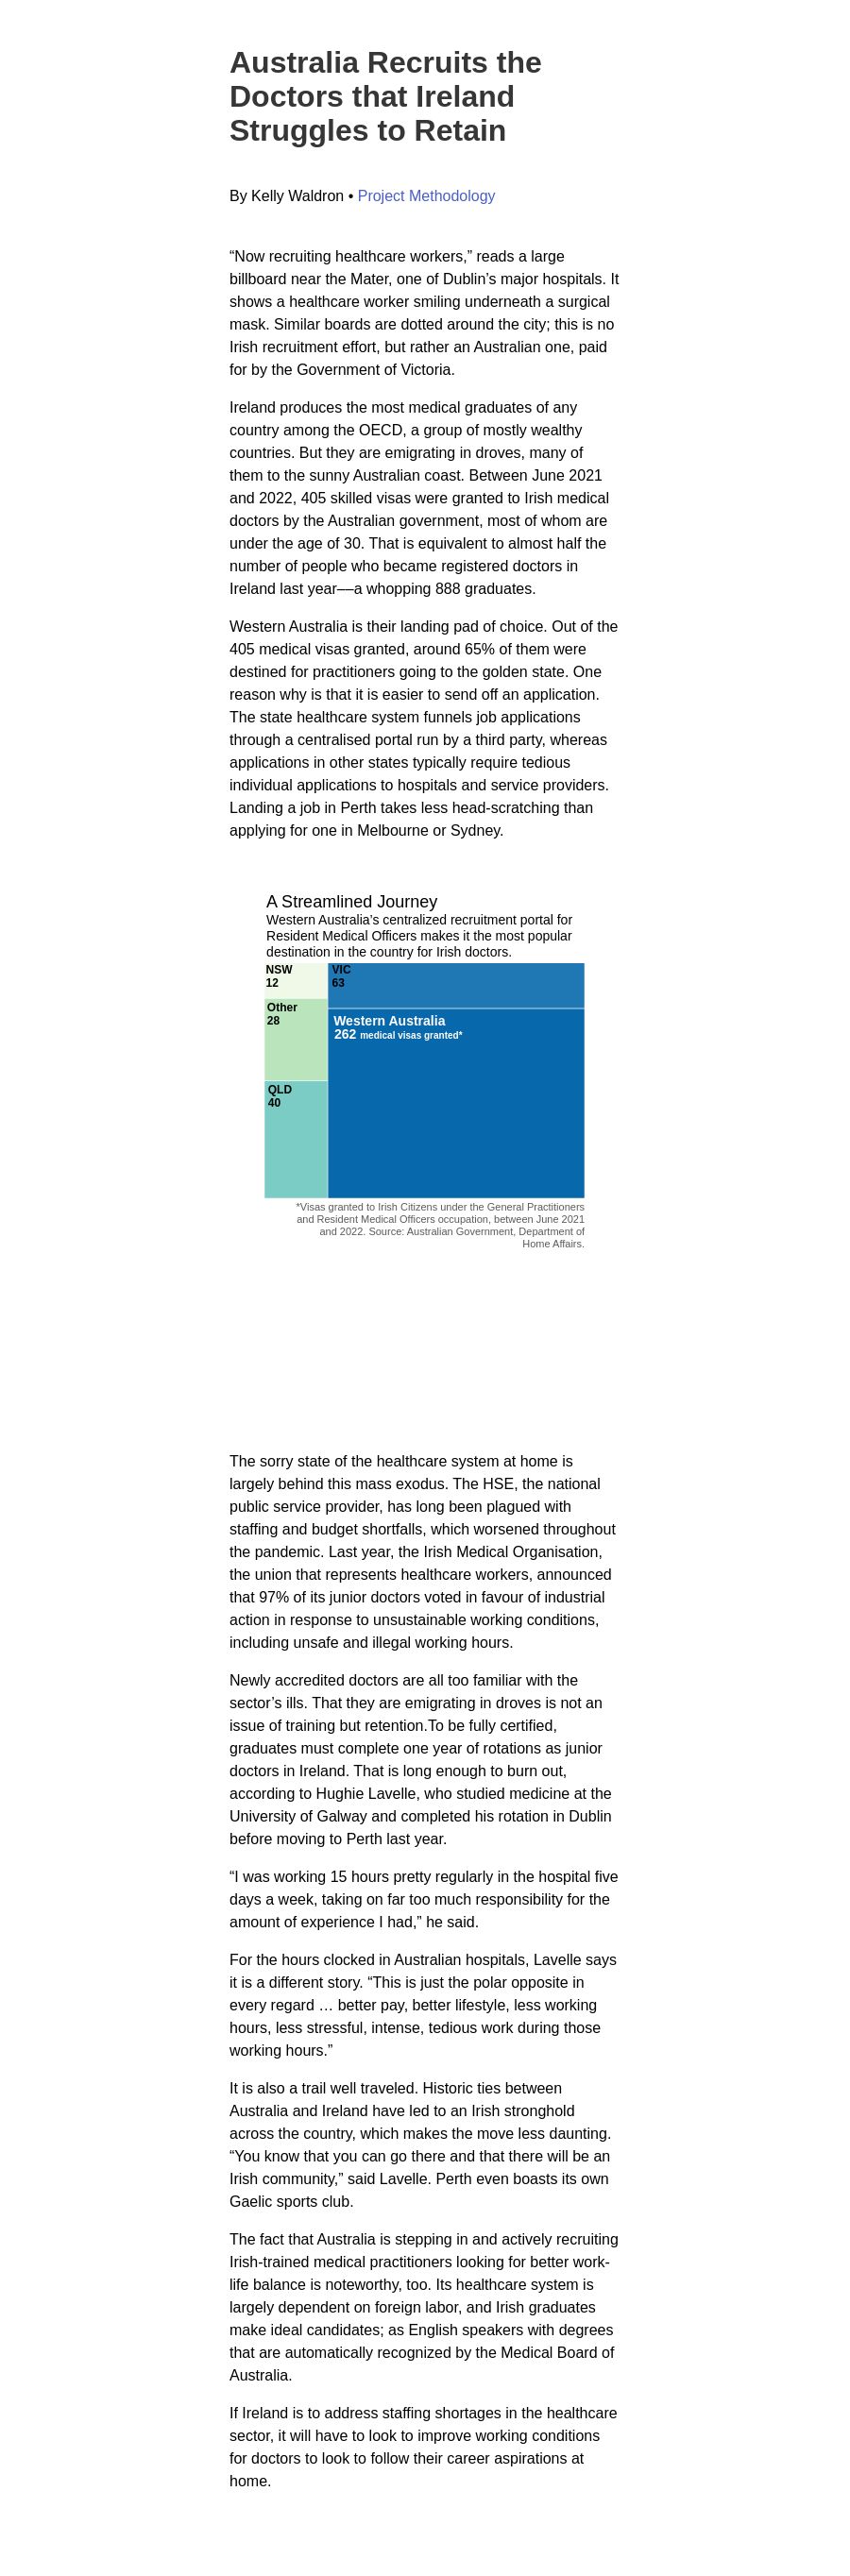 Australia Recruits the
Doctors that Ireland
Struggles to Retain
By Kelly Waldron • Project Methodology
“Now recruiting healthcare workers,” reads a large
billboard near the Mater, one of Dublin’s major hospitals. It
shows a healthcare worker smiling underneath a surgical
mask. Similar boards are dotted around the city; this is no
Irish recruitment effort, but rather an Australian one, paid
for by the Government of Victoria.
Ireland produces the most medical graduates of any
country among the OECD, a group of mostly wealthy
countries. But they are emigrating in droves, many of
them to the sunny Australian coast. Between June 2021
and 2022, 405 skilled visas were granted to Irish medical
doctors by the Australian government, most of whom are
under the age of 30. That is equivalent to almost half the
number of people who became registered doctors in
Ireland last year––a whopping 888 graduates.
Western Australia is their landing pad of choice. Out of the
405 medical visas granted, around 65% of them were
destined for practitioners going to the golden state. One
reason why is that it is easier to send off an application.
The state healthcare system funnels job applications
through a centralised portal run by a third party, whereas
applications in other states typically require tedious
individual applications to hospitals and service providers.
Landing a job in Perth takes less head-scratching than
applying for one in Melbourne or Sydney.
A Streamlined Journey
Western Australia’s centralized recruitment portal for
Resident Medical Officers makes it the most popular
destination in the country for Irish doctors.
NSW
12
VIC
63
Other
28
Western Australia
262 medical visas granted*
QLD
40
*Visas granted to Irish Citizens under the General Practitioners
and Resident Medical Officers occupation, between June 2021
and 2022. Source: Australian Government, Department of
Home Affairs.
The sorry state of the healthcare system at home is
largely behind this mass exodus. The HSE, the national
public service provider, has long been plagued with
staffing and budget shortfalls, which worsened throughout
the pandemic. Last year, the Irish Medical Organisation,
the union that represents healthcare workers, announced
that 97% of its junior doctors voted in favour of industrial
action in response to unsustainable working conditions,
including unsafe and illegal working hours.
Newly accredited doctors are all too familiar with the
sector’s ills. That they are emigrating in droves is not an
issue of training but retention.To be fully certified,
graduates must complete one year of rotations as junior
doctors in Ireland. That is long enough to burn out,
according to Hughie Lavelle, who studied medicine at the
University of Galway and completed his rotation in Dublin
before moving to Perth last year.
“I was working 15 hours pretty regularly in the hospital five
days a week, taking on far too much responsibility for the
amount of experience I had,” he said.
For the hours clocked in Australian hospitals, Lavelle says
it is a different story. “This is just the polar opposite in
every regard … better pay, better lifestyle, less working
hours, less stressful, intense, tedious work during those
working hours.”
It is also a trail well traveled. Historic ties between
Australia and Ireland have led to an Irish stronghold
across the country, which makes the move less daunting.
“You know that you can go there and that there will be an
Irish community,” said Lavelle. Perth even boasts its own
Gaelic sports club.
The fact that Australia is stepping in and actively recruiting
Irish-trained medical practitioners looking for better work-
life balance is noteworthy, too. Its healthcare system is
largely dependent on foreign labor, and Irish graduates
make ideal candidates; as English speakers with degrees
that are automatically recognized by the Medical Board of
Australia.
If Ireland is to address staffing shortages in the healthcare
sector, it will have to look to improve working conditions
for doctors to look to follow their career aspirations at
home.